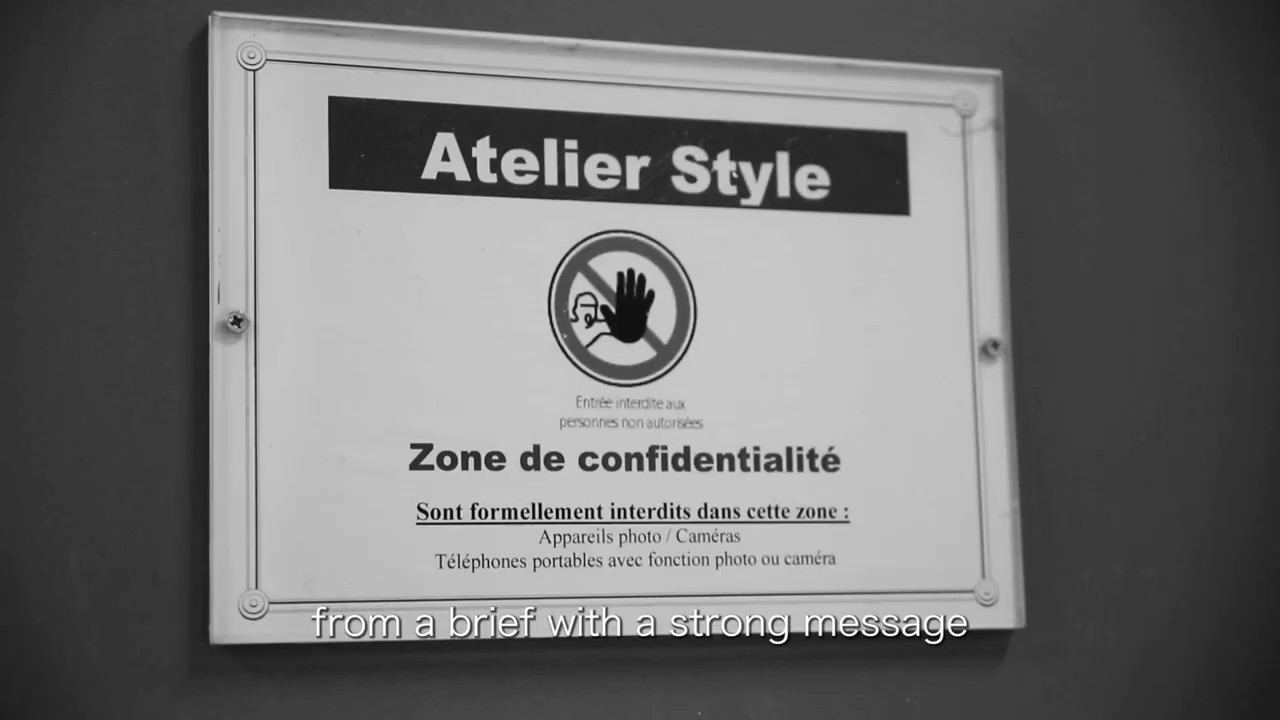 Atelier Style
Entrée interdite aux
personnes non autorisées
Zone de confidentialité
Sont formellement interdits dans cette zone :
Appareils photo / Caméras
Téléphones portables avec fonction photo ou caméra
from a brief with a strong message